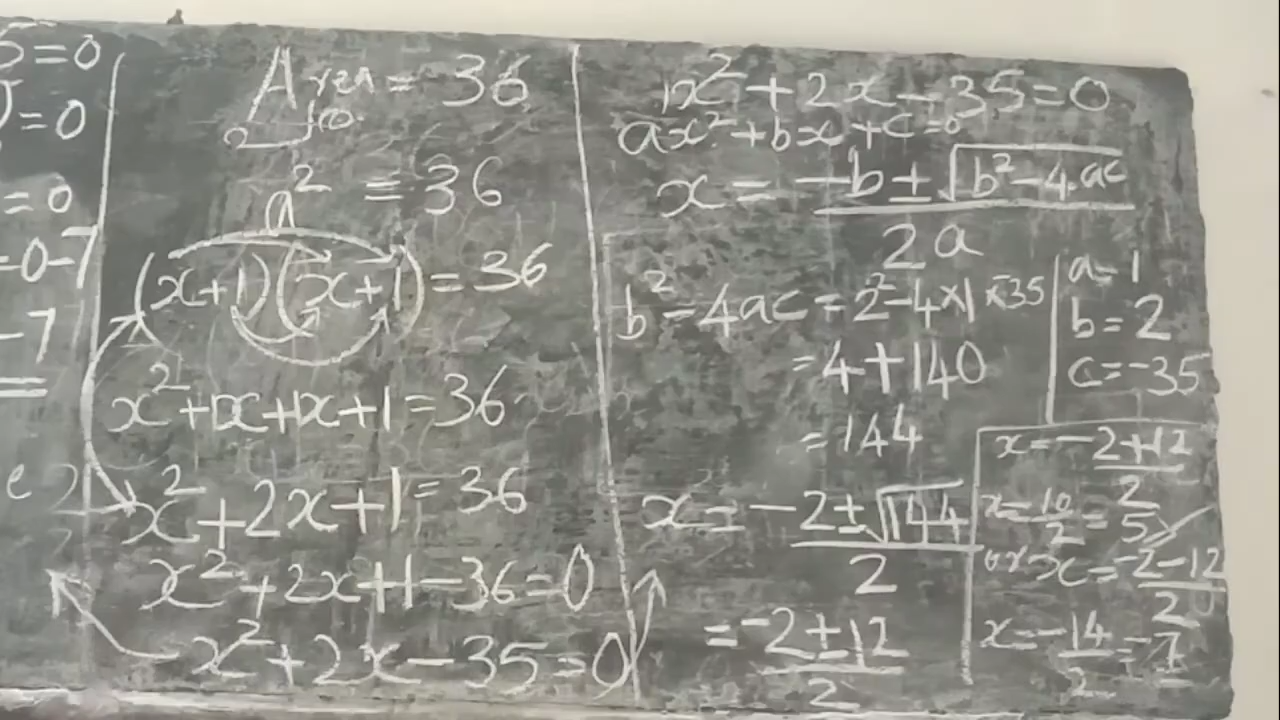 5=0
)=0
=0
=0-7
-7
e
Area = 36
a² = 36
(x+1)(x+1) = 36
x²+1x+1x+1=36
x²+2x+1=36
x²+2x+1-36=0
x²+2x-35=0
1x²+2x-35=0
ax²+bx+c=0
x = -b±√b²-4ac
2a
b²-4ac=2²-4×1×-35
=4+140
=144
x=-2±√144
2
=-2±12
2
a=1
b=2
c=-35
x=-2+12
2
x=10/2=5
or x=-2-12
2
x=-14/2=-7